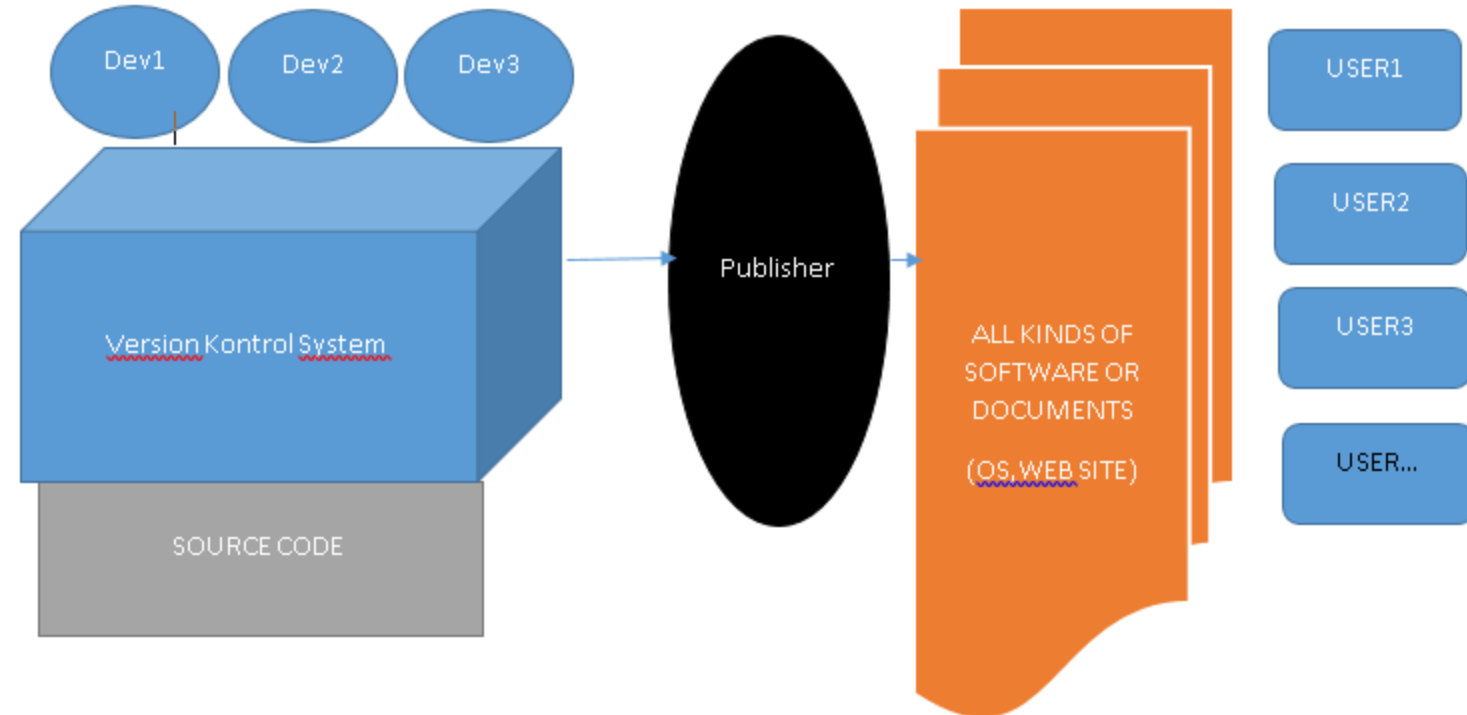 Dev1
Dev2
Dev3
Version Kontrol System
SOURCE CODE
Publisher
ALL KINDS OF
SOFTWARE OR
DOCUMENTS
(OS, WEB SITE)
USER1
USER2
USER3
USER...